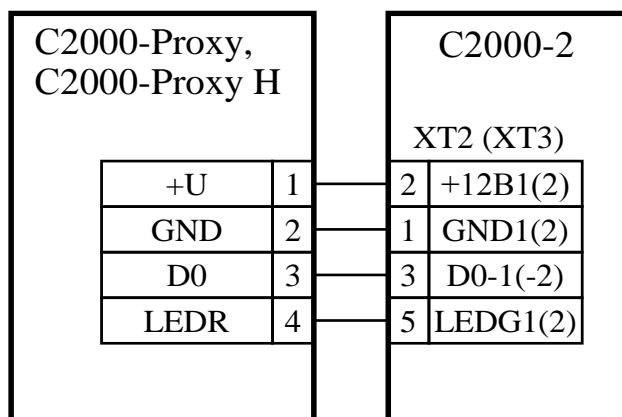 C2000-Proxy,
C2000-Proxy H
C2000-2
XT2 (XT3)
+U 1 2 +12B1(2)
GND 2 1 GND1(2)
D0 3 3 D0-1(-2)
LEDR 4 5 LEDG1(2)